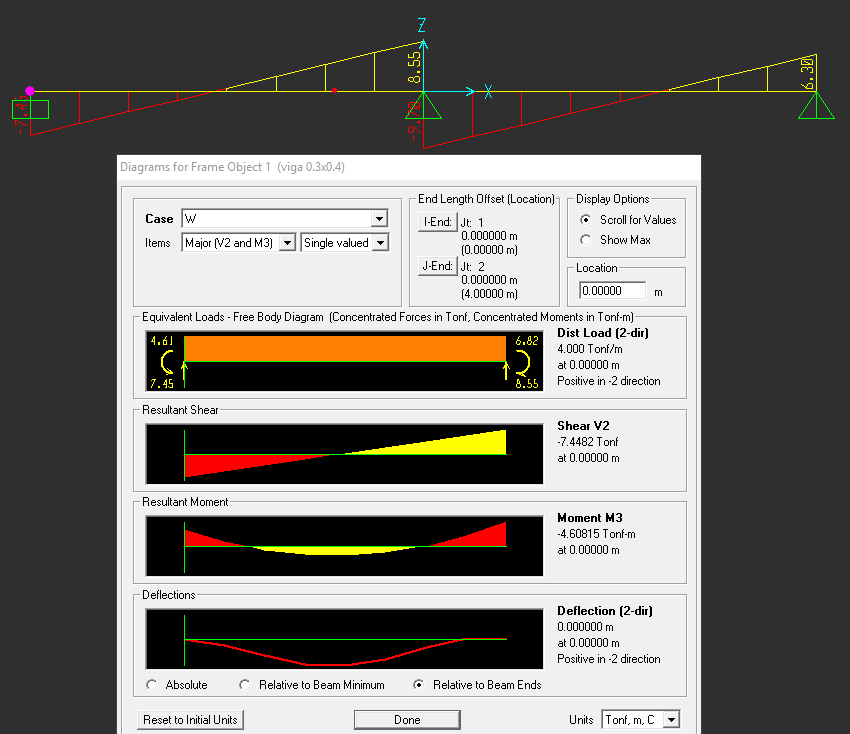 Z
X
-7.45
8.55
-9.70
6.30
Diagrams for Frame Object 1 (viga 0.3x0.4)
Case W
Items Major (V2 and M3) Single valued
End Length Offset (Location)
I-End: Jt: 1
0.000000 m
(0.00000 m)
J-End: Jt: 2
0.000000 m
(4.00000 m)
Display Options
Scroll for Values
Show Max
Location
0.00000 m
Equivalent Loads - Free Body Diagram (Concentrated Forces in Tonf, Concentrated Moments in Tonf-m)
4.61
6.82
7.45
8.55
Dist Load (2-dir)
4.000 Tonf/m
at 0.00000 m
Positive in -2 direction
Resultant Shear
Shear V2
-7.4482 Tonf
at 0.00000 m
Resultant Moment
Moment M3
-4.60815 Tonf-m
at 0.00000 m
Deflections
Deflection (2-dir)
0.000000 m
at 0.00000 m
Positive in -2 direction
Absolute
Relative to Beam Minimum
Relative to Beam Ends
Reset to Initial Units
Done
Units Tonf, m, C